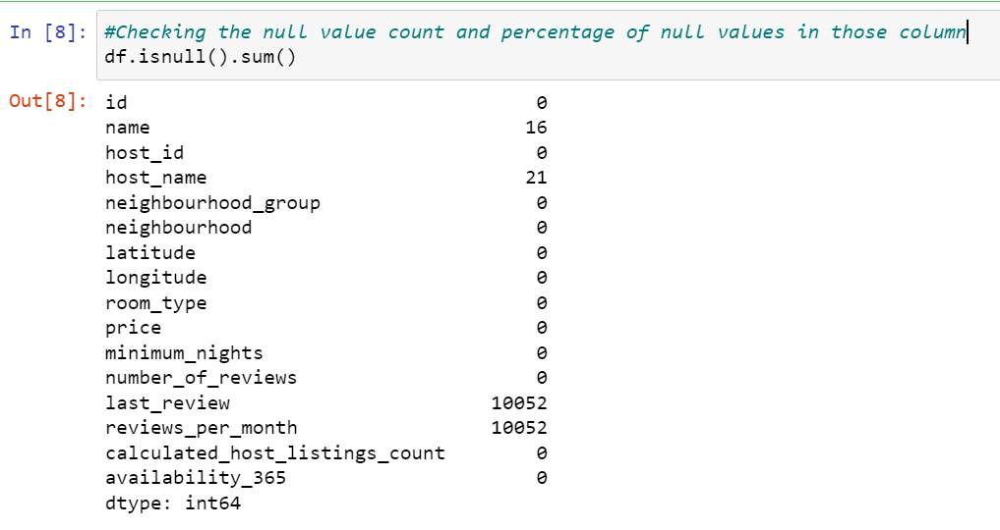 In [8]: #Checking the null value count and percentage of null values in those column
df.isnull().sum()
Out[8]: id 0
name 16
host_id 0
host_name 21
neighbourhood_group 0
neighbourhood 0
latitude 0
longitude 0
room_type 0
price 0
minimum_nights 0
number_of_reviews 0
last_review 10052
reviews_per_month 10052
calculated_host_listings_count 0
availability_365 0
dtype: int64